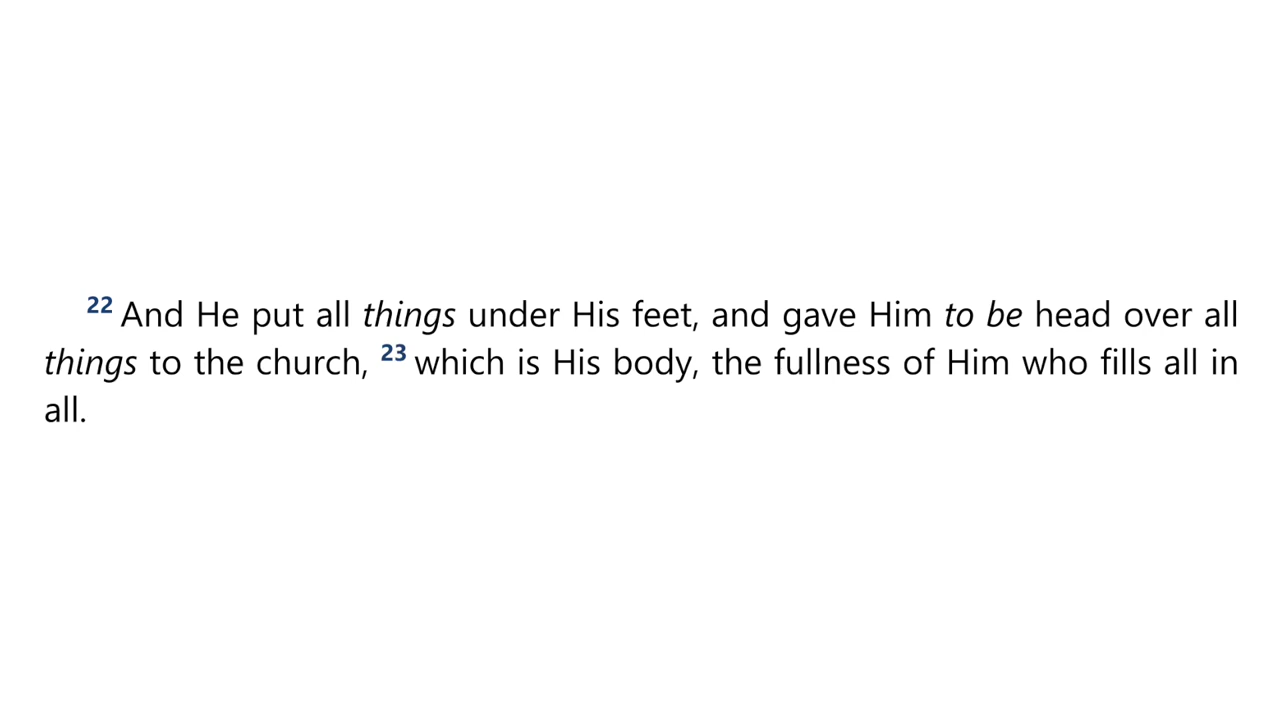 22 And He put all things under His feet, and gave Him to be head over all
things to the church, 23 which is His body, the fullness of Him who fills all in
all.